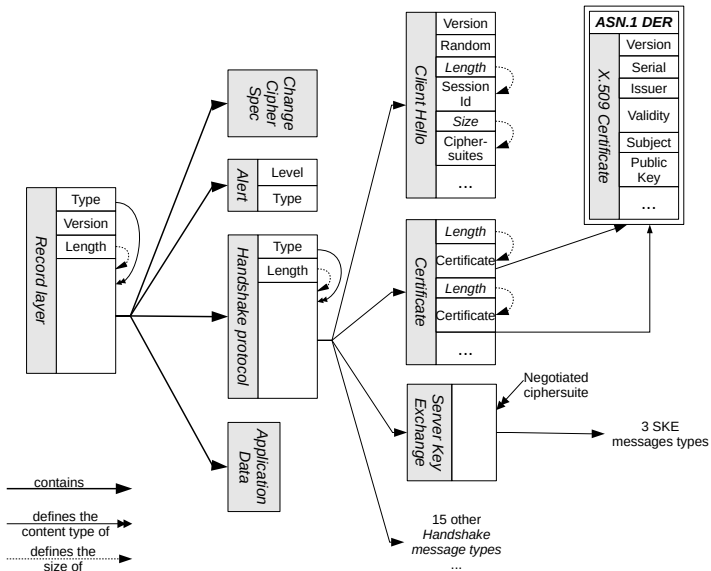 Record layer
Type
Version
Length
Change
Cipher
Spec
Alert
Level
Type
Handshake protocol
Type
Length
Application
Data
Client Hello
Version
Random
Length
Session
Id
Size
Cipher-
suites
...
Certificate
Length
Certificate
Length
Certificate
...
Server Key
Exchange
Negotiated
ciphersuite
3 SKE
messages types
15 other
Handshake
message types
...
ASN.1 DER
X.509 Certificate
Version
Serial
Issuer
Validity
Subject
Public
Key
...
contains
defines the
content type of
defines the
size of